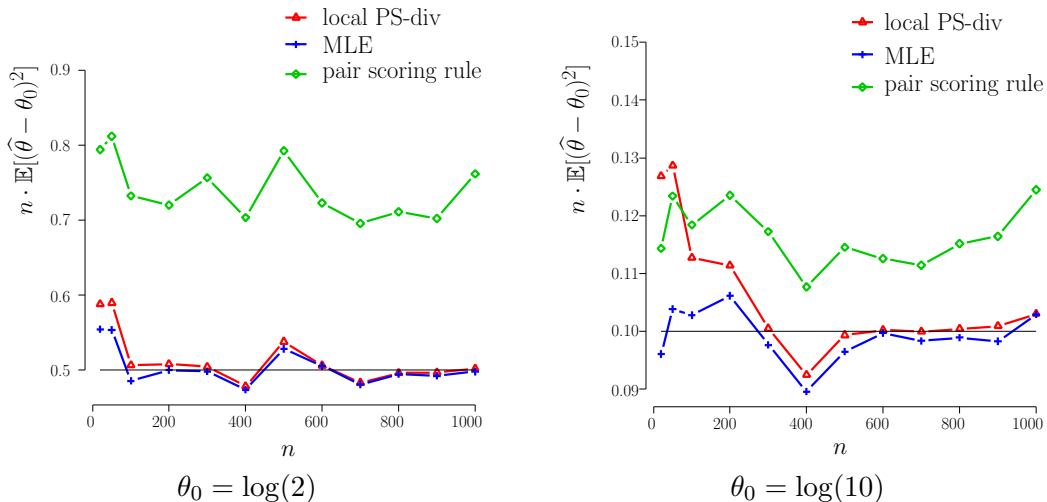 local PS-div
MLE
pair scoring rule
n · 𝔼[(θ̂ − θ₀)²]
0.9
0.8
0.7
0.6
0.5
0 200 400 600 800 1000
n
θ₀ = log(2)
local PS-div
MLE
pair scoring rule
n · 𝔼[(θ̂ − θ₀)²]
0.15
0.14
0.13
0.12
0.11
0.10
0.09
0 200 400 600 800 1000
n
θ₀ = log(10)